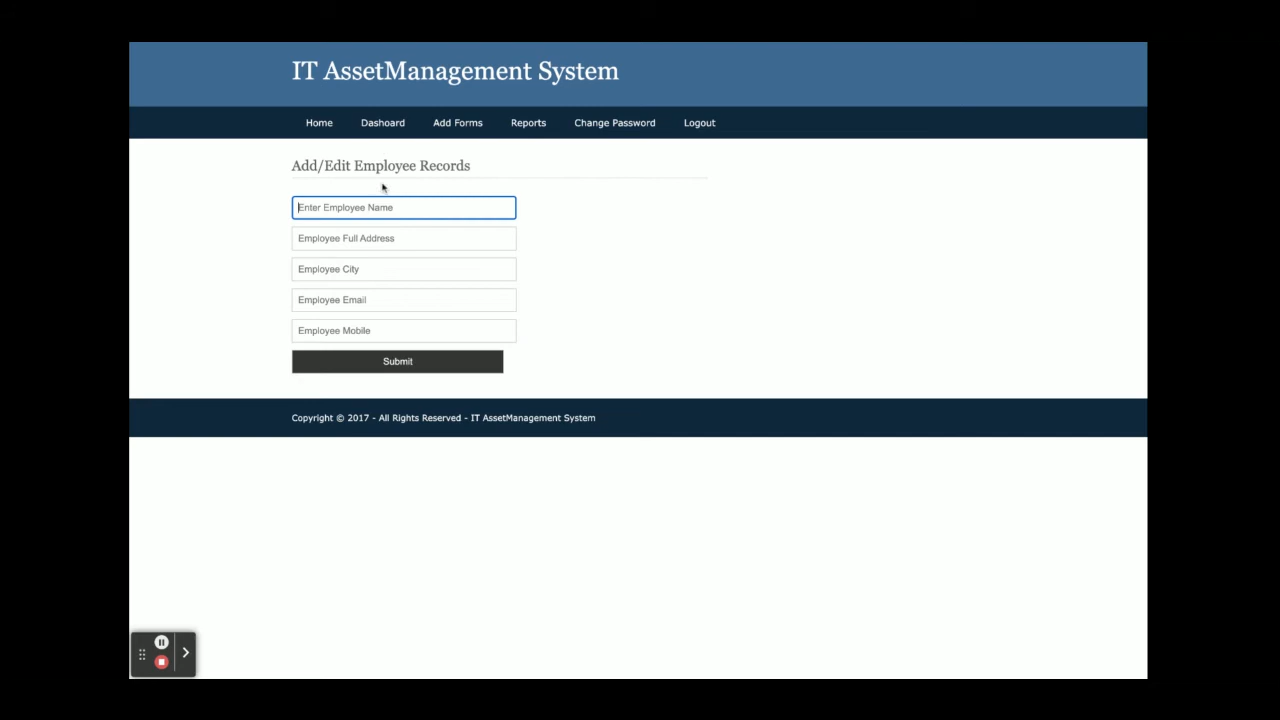 IT AssetManagement System
Home Dashoard Add Forms Reports Change Password Logout
Add/Edit Employee Records
Enter Employee Name
Employee Full Address
Employee City
Employee Email
Employee Mobile
Submit
Copyright © 2017 - All Rights Reserved - IT AssetManagement System